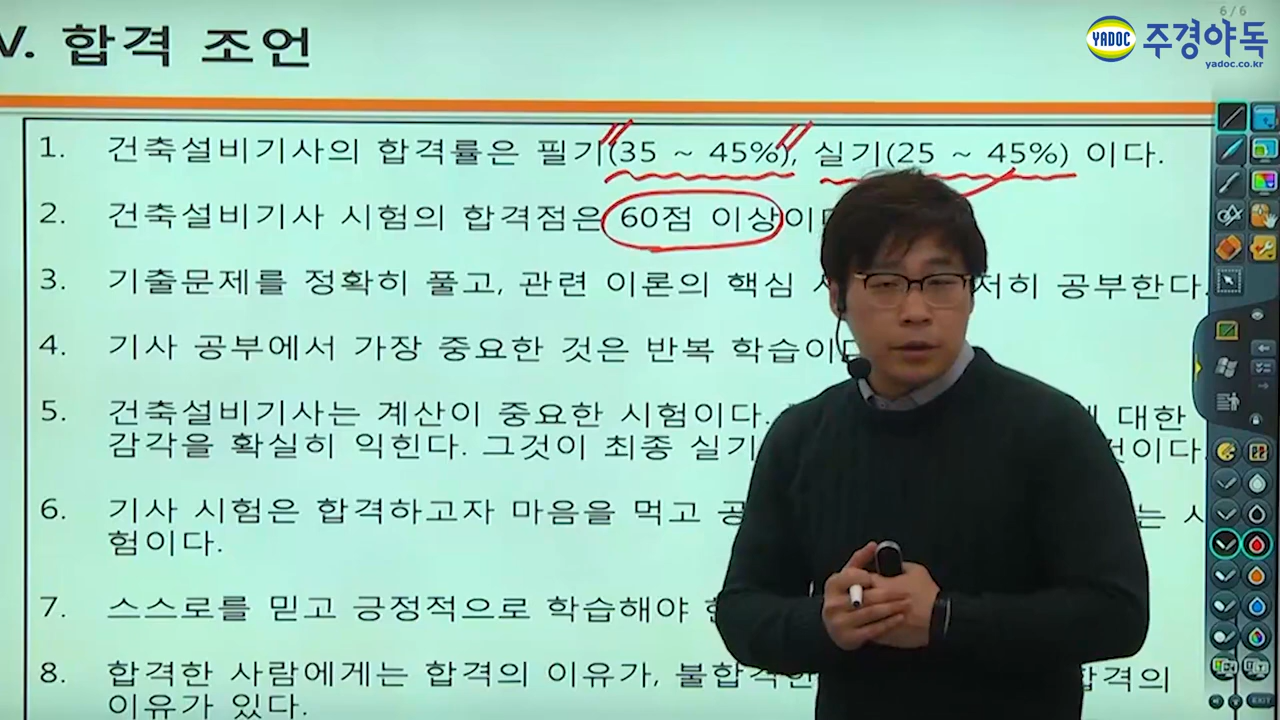 6 / 6
YADOC 주경야독
yadoc.co.kr
V. 합격 조언
1. 건축설비기사의 합격률은 필기(35 ~ 45%), 실기(25 ~ 45%) 이다.
2. 건축설비기사 시험의 합격점은 60점 이상이다
3. 기출문제를 정확히 풀고, 관련 이론의 핵심 저히 공부한다.
4. 기사 공부에서 가장 중요한 것은 반복 학습이다
5. 건축설비기사는 계산이 중요한 시험이다. 대한
감각을 확실히 익힌다. 그것이 최종 실기 것이다.
6. 기사 시험은 합격하고자 마음을 먹고 는 시
험이다.
7. 스스로를 믿고 긍정적으로 학습해야
8. 합격한 사람에게는 합격의 이유가, 불합격한 합격의
이유가 있다.
EXIT